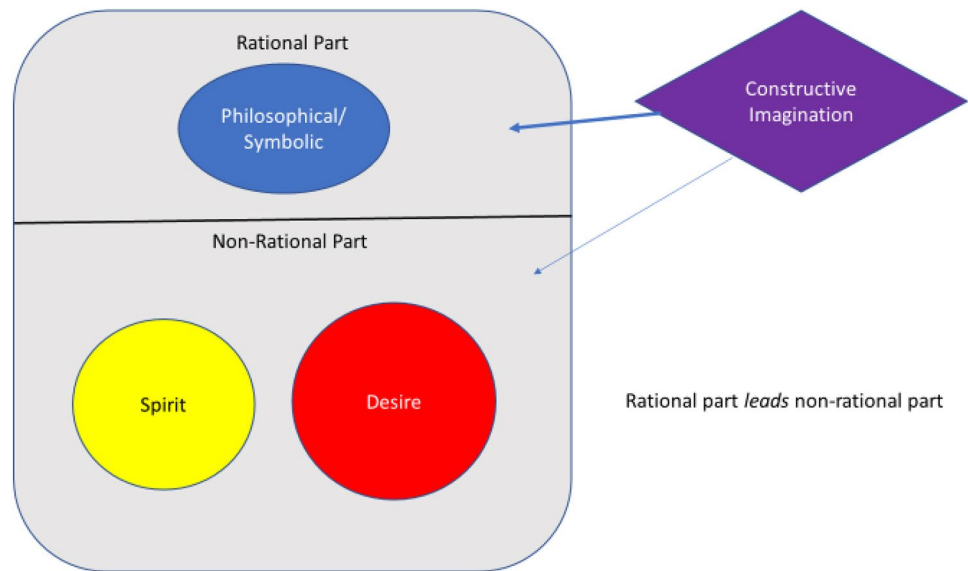 Rational Part
Philosophical/
Symbolic
Constructive
Imagination
Non-Rational Part
Spirit
Desire
Rational part leads non-rational part